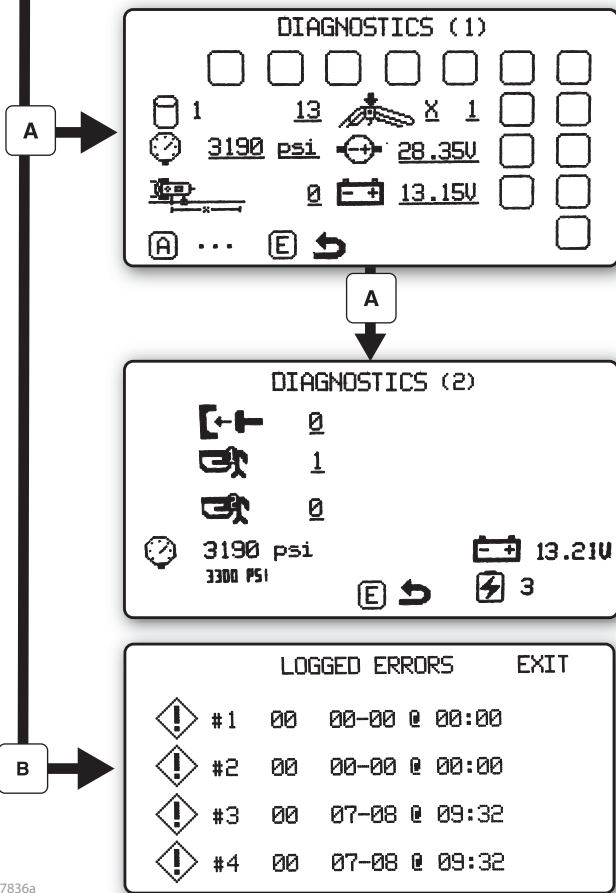 DIAGNOSTICS (1)
A
1 13 X 1
3190 psi 28.35V
0 13.15V
A ... E
A
DIAGNOSTICS (2)
0
1 1
2 0
3190 psi 13.21V
3300 PSI
E 3
LOGGED ERRORS EXIT
#1 00 00-00 @ 00:00
#2 00 00-00 @ 00:00
B
#3 00 07-08 @ 09:32
#4 00 07-08 @ 09:32
7836a